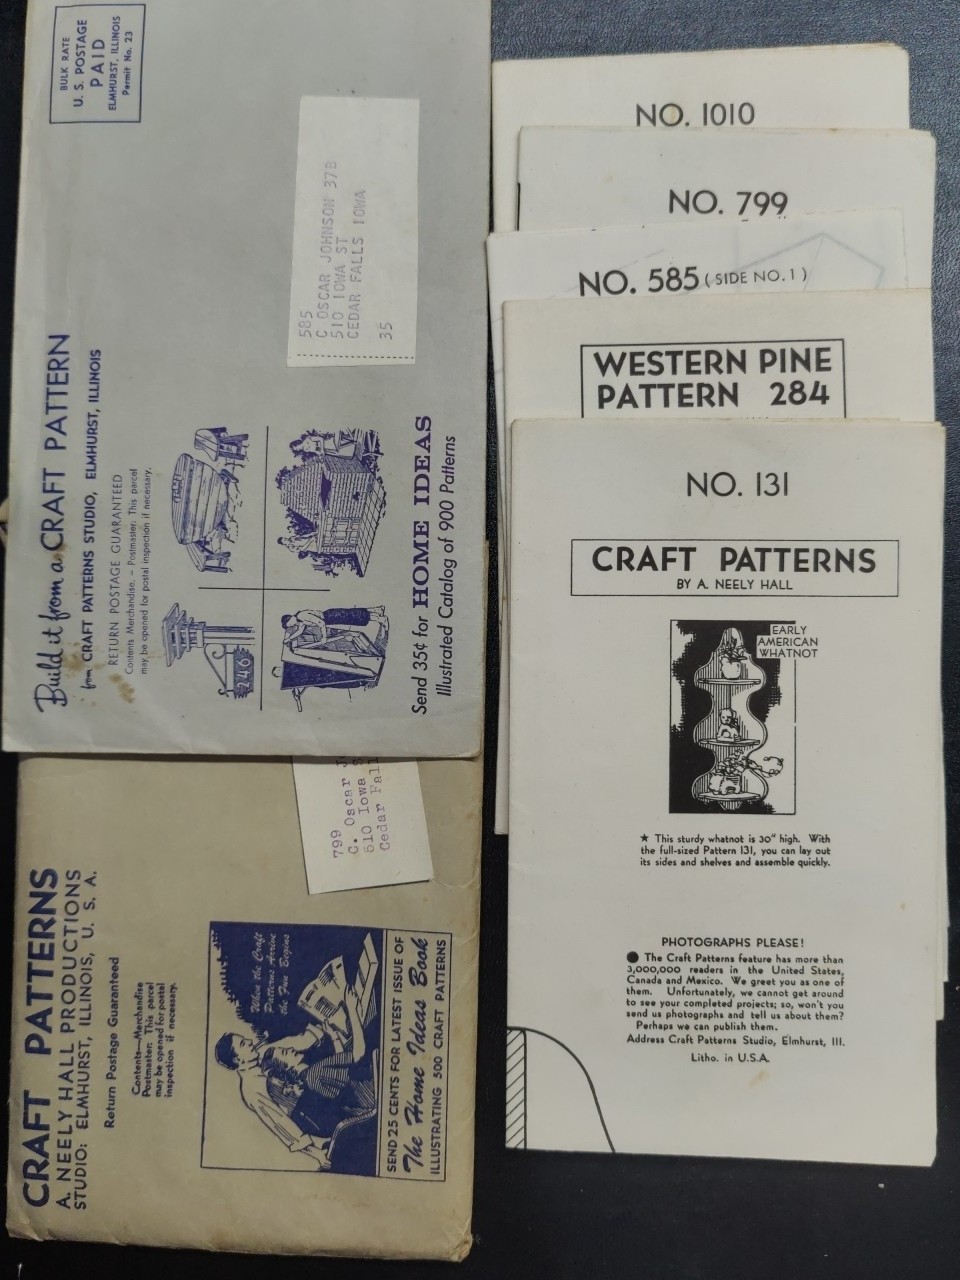 BULK RATE
U. S. POSTAGE
PAID
ELMHURST, ILLINOIS
Permit No. 23
585
C OSCAR JOHNSON 37B
510 IOWA ST
CEDAR FALLS IOWA
35
Build it from a CRAFT PATTERN
from CRAFT PATTERNS STUDIO, ELMHURST, ILLINOIS
RETURN POSTAGE GUARANTEED
Contents Merchandise, – Postmaster: This parcel
may be opened for postal inspection if necessary.
246
Send 35¢ for HOME IDEAS
Illustrated Catalog of 900 Patterns
799
C. Oscar J
510 Iowa S
Cedar Fall
CRAFT PATTERNS
A. NEELY HALL PRODUCTIONS
STUDIO: ELMHURST, ILLINOIS, U. S. A.
Return Postage Guaranteed
Contents—Merchandise
Postmaster: This parcel
may be opened for postal
inspection if necessary.
When the Craft
Patterns Arrive
the Fun Begins
SEND 25 CENTS FOR LATEST ISSUE OF
The Home Ideas Book
ILLUSTRATING 500 CRAFT PATTERNS
NO. 1010
NO. 799
NO. 585 (SIDE NO. 1)
WESTERN PINE
PATTERN 284
NO. 131
CRAFT PATTERNS
BY A. NEELY HALL
EARLY
AMERICAN
WHATNOT
★ This sturdy whatnot is 30" high. With
the full-sized Pattern 131, you can lay out
its sides and shelves and assemble quickly.
PHOTOGRAPHS PLEASE!
● The Craft Patterns feature has more than
3,000,000 readers in the United States,
Canada and Mexico. We greet you as one of
them. Unfortunately, we cannot get around
to see your completed projects; so, won't you
send us photographs and tell us about them?
Perhaps we can publish them.
Address Craft Patterns Studio, Elmhurst, Ill.
Litho. in U.S.A.